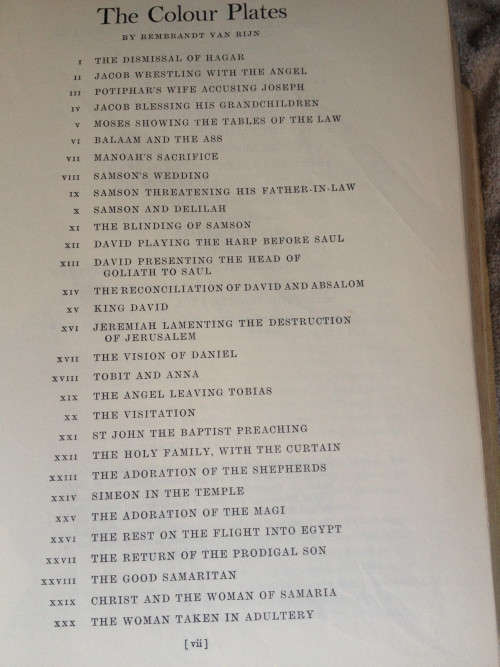 The Colour Plates
BY REMBRANDT VAN RIJN
I THE DISMISSAL OF HAGAR
II JACOB WRESTLING WITH THE ANGEL
III POTIPHAR'S WIFE ACCUSING JOSEPH
IV JACOB BLESSING HIS GRANDCHILDREN
V MOSES SHOWING THE TABLES OF THE LAW
VI BALAAM AND THE ASS
VII MANOAH'S SACRIFICE
VIII SAMSON'S WEDDING
IX SAMSON THREATENING HIS FATHER-IN-LAW
X SAMSON AND DELILAH
XI THE BLINDING OF SAMSON
XII DAVID PLAYING THE HARP BEFORE SAUL
XIII DAVID PRESENTING THE HEAD OF
GOLIATH TO SAUL
XIV THE RECONCILIATION OF DAVID AND ABSALOM
XV KING DAVID
XVI JEREMIAH LAMENTING THE DESTRUCTION
OF JERUSALEM
XVII THE VISION OF DANIEL
XVIII TOBIT AND ANNA
XIX THE ANGEL LEAVING TOBIAS
XX THE VISITATION
XXI ST JOHN THE BAPTIST PREACHING
XXII THE HOLY FAMILY, WITH THE CURTAIN
XXIII THE ADORATION OF THE SHEPHERDS
XXIV SIMEON IN THE TEMPLE
XXV THE ADORATION OF THE MAGI
XXVI THE REST ON THE FLIGHT INTO EGYPT
XXVII THE RETURN OF THE PRODIGAL SON
XXVIII THE GOOD SAMARITAN
XXIX CHRIST AND THE WOMAN OF SAMARIA
XXX THE WOMAN TAKEN IN ADULTERY
[ vii ]